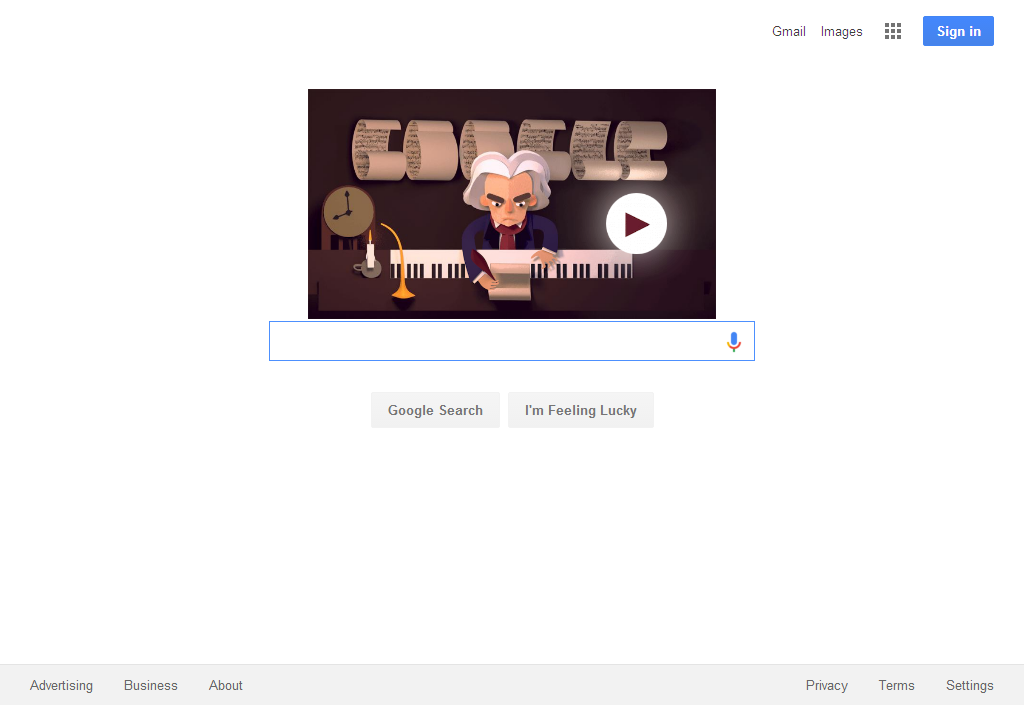 Gmail Images Sign in
GOOGLE
Google Search I'm Feeling Lucky
Advertising Business About Privacy Terms Settings